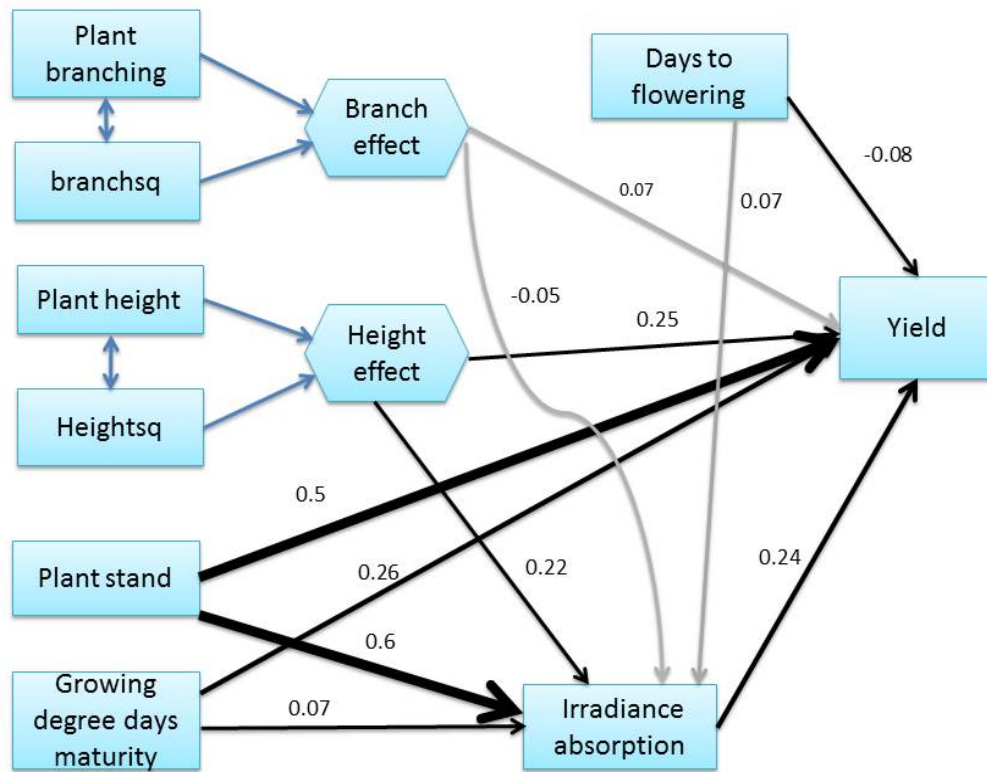 Plant
branching
branchsq
Branch
effect
Days to
flowering
-0.08
0.07
0.07
Plant height
Heightsq
Height
effect
-0.05
0.25
Yield
0.5
Plant stand
0.26
0.22
0.24
0.6
Growing
degree days
maturity
0.07
Irradiance
absorption